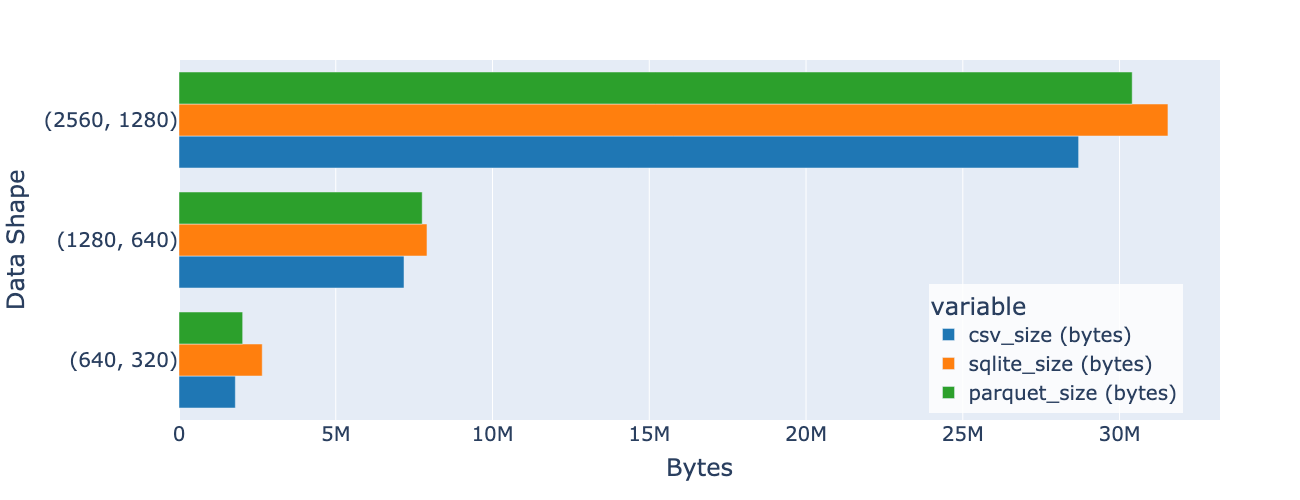 Data Shape
(2560, 1280)
(1280, 640)
(640, 320)
variable
csv_size (bytes)
sqlite_size (bytes)
parquet_size (bytes)
0 5M 10M 15M 20M 25M 30M
Bytes